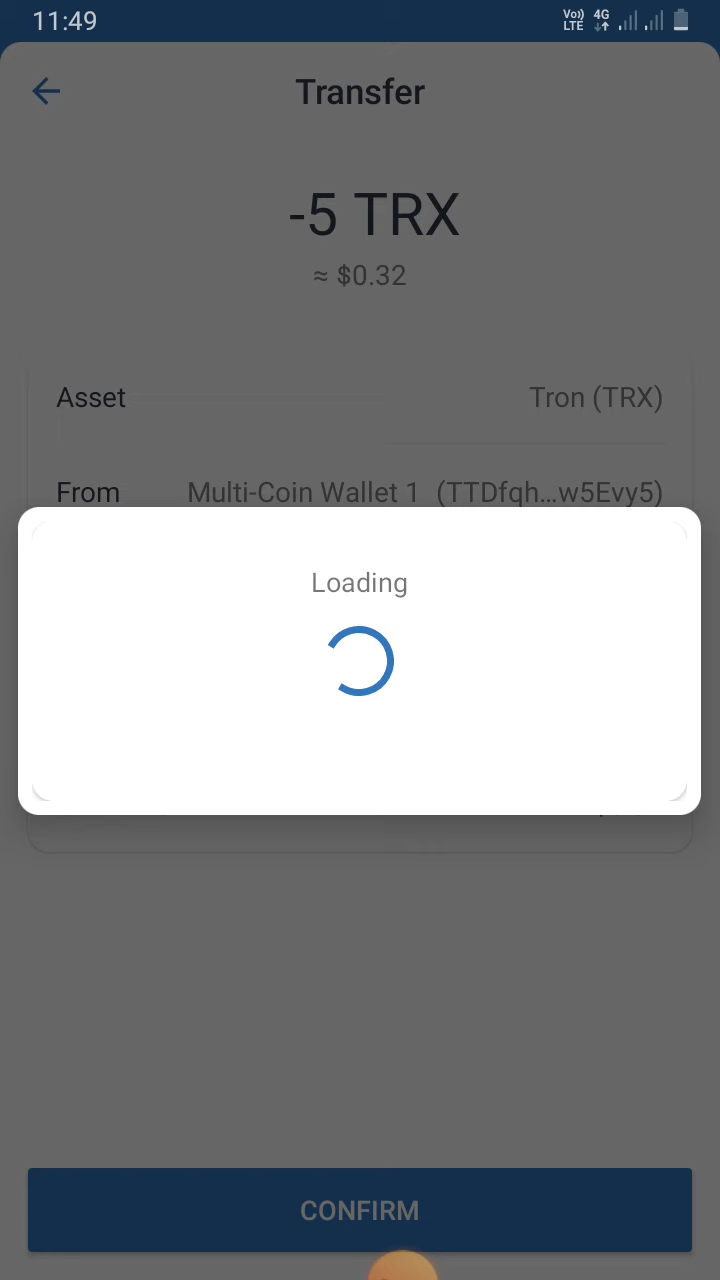 11:49
Vo)) LTE 4G
Transfer
-5 TRX
≈ $0.32
Asset Tron (TRX)
From Multi-Coin Wallet 1 (TTDfqh...w5Evy5)
Loading
CONFIRM